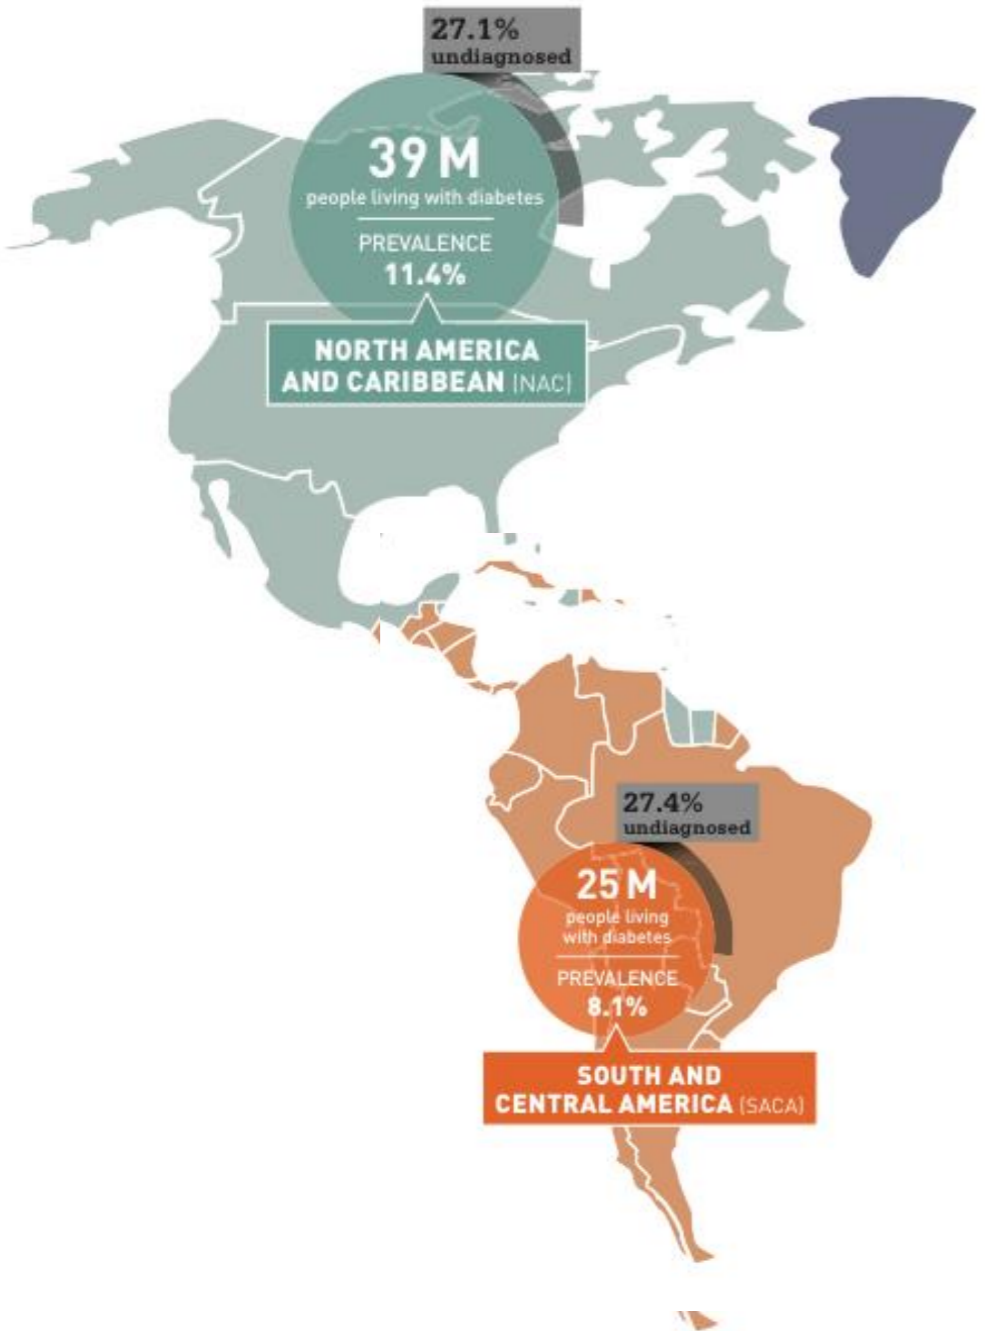 27.1%
undiagnosed
39 M
people living with diabetes
PREVALENCE
11.4%
NORTH AMERICA
AND CARIBBEAN (NAC)
27.4%
undiagnosed
25 M
people living
with diabetes
PREVALENCE
8.1%
SOUTH AND
CENTRAL AMERICA (SACA)